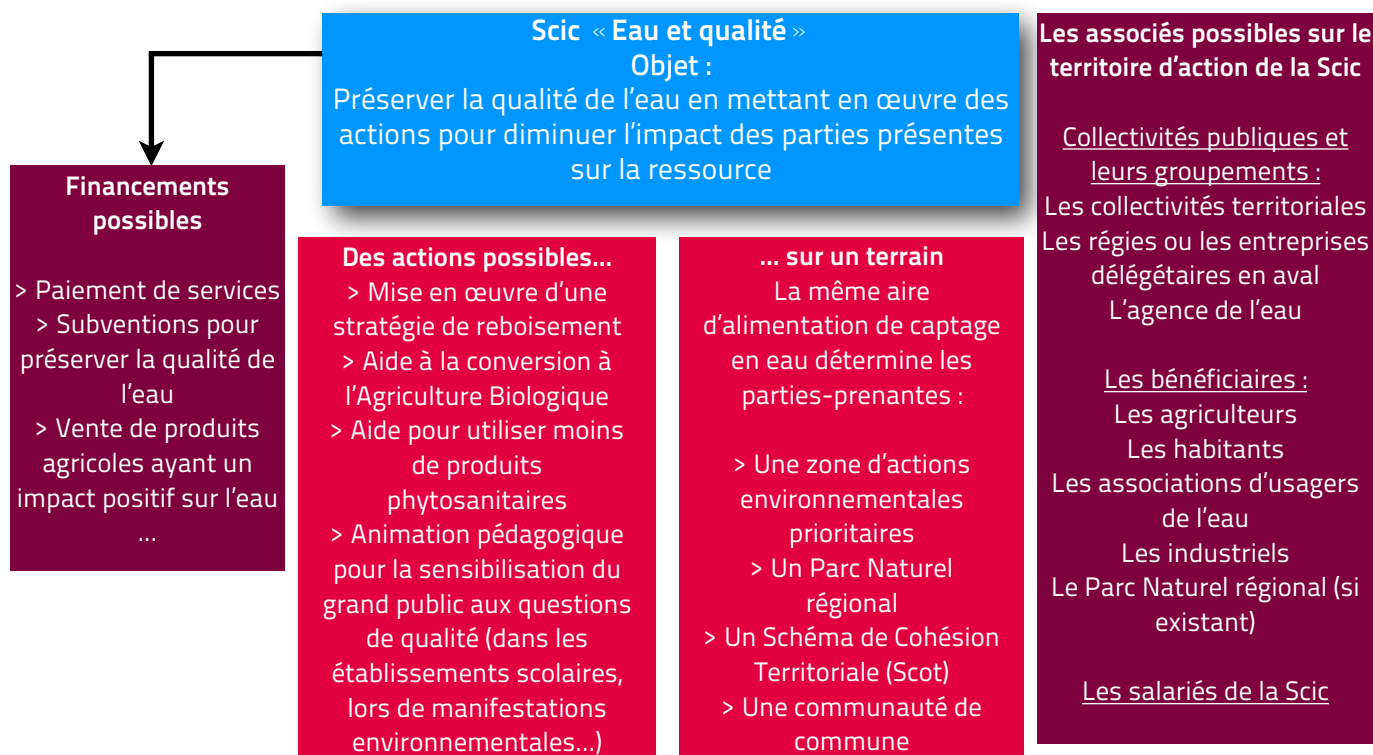 Scic « Eau et qualité »
Objet :
Préserver la qualité de l'eau en mettant en œuvre des
actions pour diminuer l'impact des parties présentes
sur la ressource
Financements
possibles
> Paiement de services
> Subventions pour
préserver la qualité de
l'eau
> Vente de produits
agricoles ayant un
impact positif sur l'eau
...
Des actions possibles...
> Mise en œuvre d'une
stratégie de reboisement
> Aide à la conversion à
l'Agriculture Biologique
> Aide pour utiliser moins
de produits
phytosanitaires
> Animation pédagogique
pour la sensibilisation du
grand public aux questions
de qualité (dans les
établissements scolaires,
lors de manifestations
environnementales...)
... sur un terrain
La même aire
d'alimentation de captage
en eau détermine les
parties-prenantes :
> Une zone d'actions
environnementales
prioritaires
> Un Parc Naturel
régional
> Un Schéma de Cohésion
Territoriale (Scot)
> Une communauté de
commune
Les associés possibles sur le
territoire d'action de la Scic
Collectivités publiques et
leurs groupements :
Les collectivités territoriales
Les régies ou les entreprises
délégétaires en aval
L'agence de l'eau
Les bénéficiaires :
Les agriculteurs
Les habitants
Les associations d'usagers
de l'eau
Les industriels
Le Parc Naturel régional (si
existant)
Les salariés de la Scic